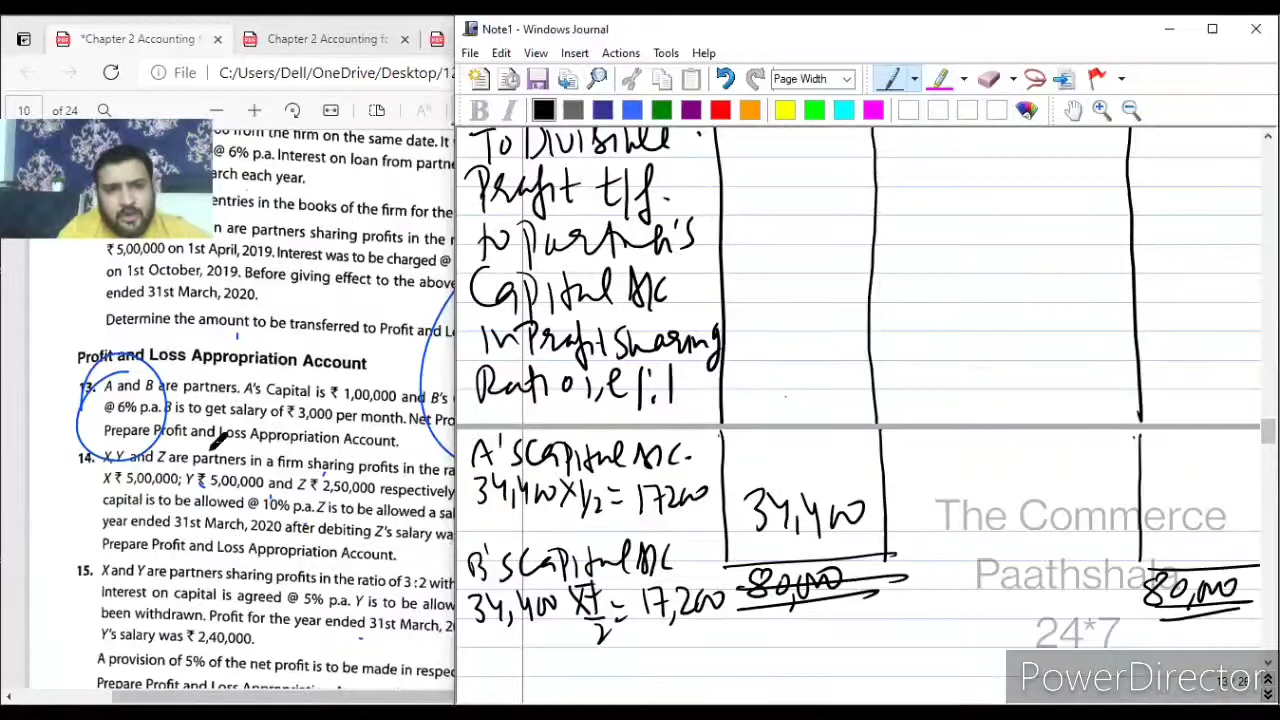 *Chapter 2 Accounting f
Chapter 2 Accounting fo
File
C:/Users/Dell/OneDrive/Desktop/12
10 of 24
from the firm on the same date. It
@ 6% p.a. Interest on loan from partne
arch each year.
entries in the books of the firm for the
n are partners sharing profits in the r
₹ 5,00,000 on 1st April, 2019. Interest was to be charged @
on 1st October, 2019. Before giving effect to the above
ended 31st March, 2020.
Determine the amount to be transferred to Profit and Lo
Profit and Loss Appropriation Account
13. A and B are partners. A's Capital is ₹ 1,00,000 and B's
@ 6% p.a. B is to get salary of ₹ 3,000 per month. Net Pro
Prepare Profit and Loss Appropriation Account.
14. X, Y and Z are partners in a firm sharing profits in the ra
X ₹ 5,00,000; Y ₹ 5,00,000 and Z ₹ 2,50,000 respectively
capital is to be allowed @ 10% p.a. Z is to be allowed a sal
year ended 31st March, 2020 after debiting Z's salary wa
Prepare Profit and Loss Appropriation Account.
15. X and Y are partners sharing profits in the ratio of 3 : 2 with
Interest on capital is agreed @ 5% p.a. Y is to be allow
been withdrawn. Profit for the year ended 31st March, 2
Y's salary was ₹ 2,40,000.
A provision of 5% of the net profit is to be made in respec
Prepare Profit and Loss Appropriation Account
Note1 - Windows Journal
File Edit View Insert Actions Tools Help
Page Width
B I
To Divisible
Profit t/f.
to Partner's
Capital A/c
in Profit Sharing
Ratio i,e 1:1
A's Capital A/c.
34,400 X 1/2 = 17200
34,400
B's Capital A/c
80,000
34,400 X 1/2 = 17,200
80,000
The Commerce
Paathshala
24*7
PowerDirector